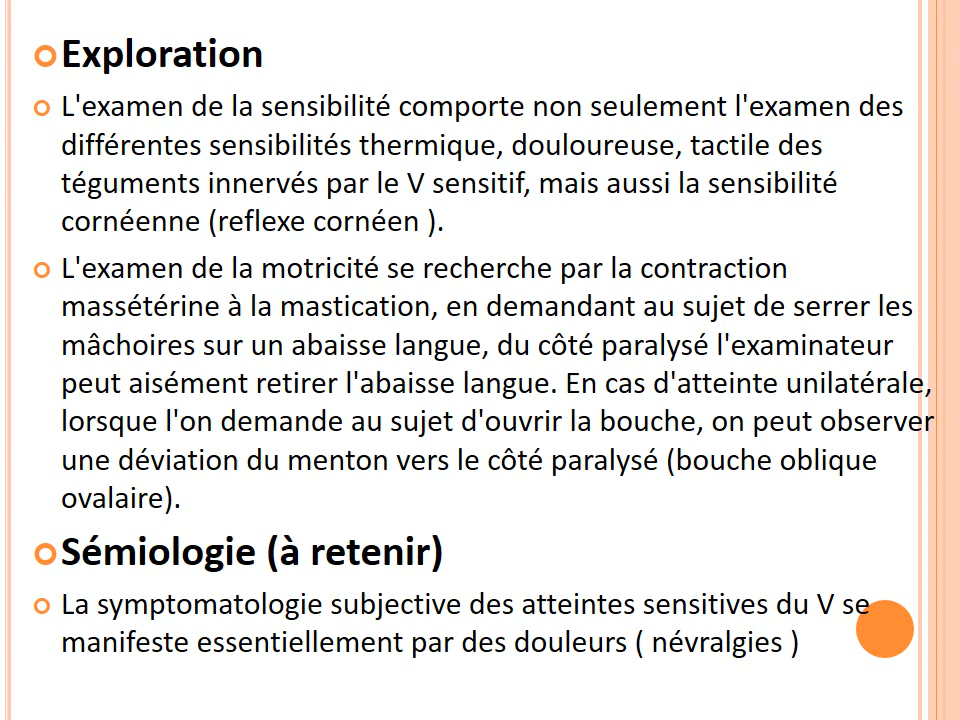 Exploration
L'examen de la sensibilité comporte non seulement l'examen des
différentes sensibilités thermique, douloureuse, tactile des
téguments innervés par le V sensitif, mais aussi la sensibilité
cornéenne (reflexe cornéen ).
L'examen de la motricité se recherche par la contraction
massétérine à la mastication, en demandant au sujet de serrer les
mâchoires sur un abaisse langue, du côté paralysé l'examinateur
peut aisément retirer l'abaisse langue. En cas d'atteinte unilatérale,
lorsque l'on demande au sujet d'ouvrir la bouche, on peut observer
une déviation du menton vers le côté paralysé (bouche oblique
ovalaire).
Sémiologie (à retenir)
La symptomatologie subjective des atteintes sensitives du V se
manifeste essentiellement par des douleurs ( névralgies )